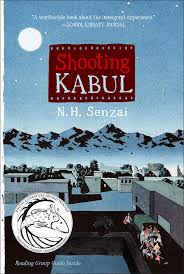 "A worthwhile book about the immigrant experience."
—SCHOOL LIBRARY JOURNAL
Shooting
KABUL
N. H. SENZAI
Reading Group Guide Inside